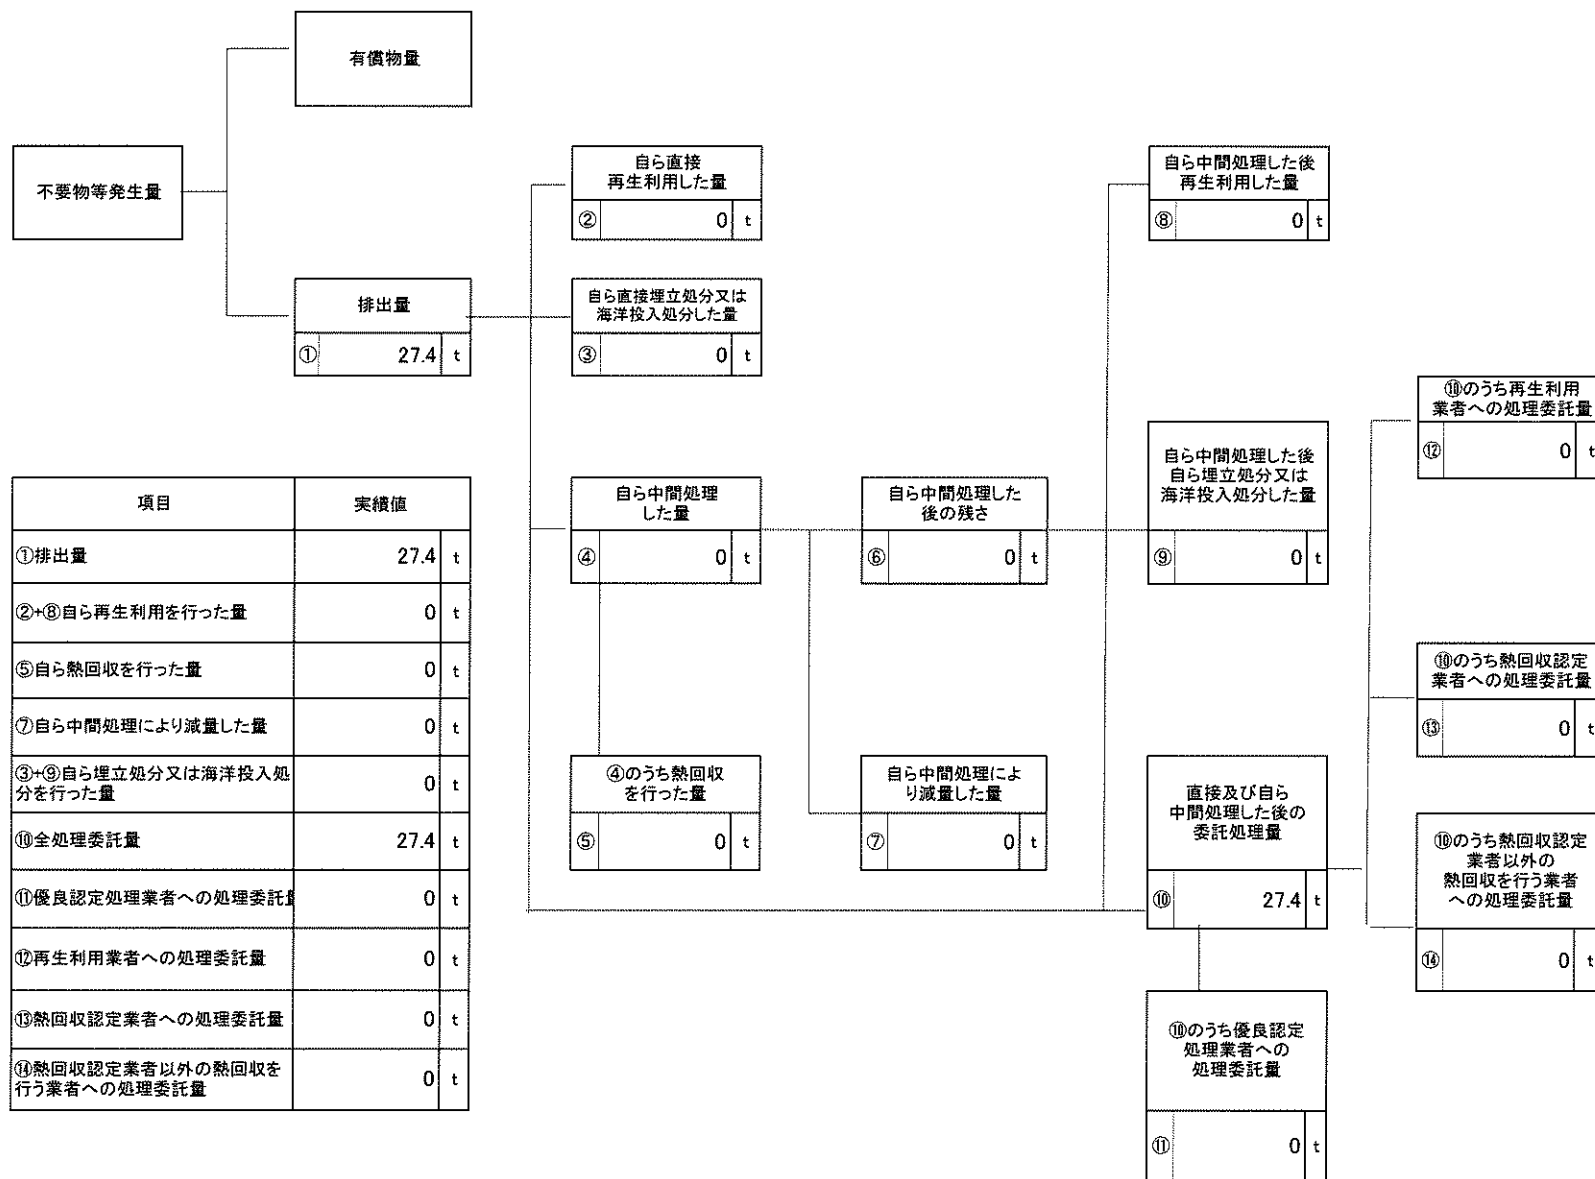 有償物量
不要物等発生量
排出量
① 27.4 t
自ら直接
再生利用した量
② 0 t
自ら直接埋立処分又は
海洋投入処分した量
③ 0 t
自ら中間処理
した量
④ 0 t
④のうち熱回収
を行った量
⑤ 0 t
自ら中間処理した
後の残さ
⑥ 0 t
自ら中間処理によ
り減量した量
⑦ 0 t
自ら中間処理した後
再生利用した量
⑧ 0 t
自ら中間処理した後
自ら埋立処分又は
海洋投入処分した量
⑨ 0 t
直接及び自ら
中間処理した後の
委託処理量
⑩ 27.4 t
⑩のうち優良認定
処理業者への
処理委託量
⑪ 0 t
⑩のうち再生利用
業者への処理委託量
⑫ 0 t
⑩のうち熱回収認定
業者への処理委託量
⑬ 0 t
⑩のうち熱回収認定
業者以外の
熱回収を行う業者
への処理委託量
⑭ 0 t
項目 実績値
①排出量 27.4 t
②+⑧自ら再生利用を行った量 0 t
⑤自ら熱回収を行った量 0 t
⑦自ら中間処理により減量した量 0 t
③+⑨自ら埋立処分又は海洋投入処
分を行った量 0 t
⑩全処理委託量 27.4 t
⑪優良認定処理業者への処理委託量 0 t
⑫再生利用業者への処理委託量 0 t
⑬熱回収認定業者への処理委託量 0 t
⑭熱回収認定業者以外の熱回収を
行う業者への処理委託量 0 t